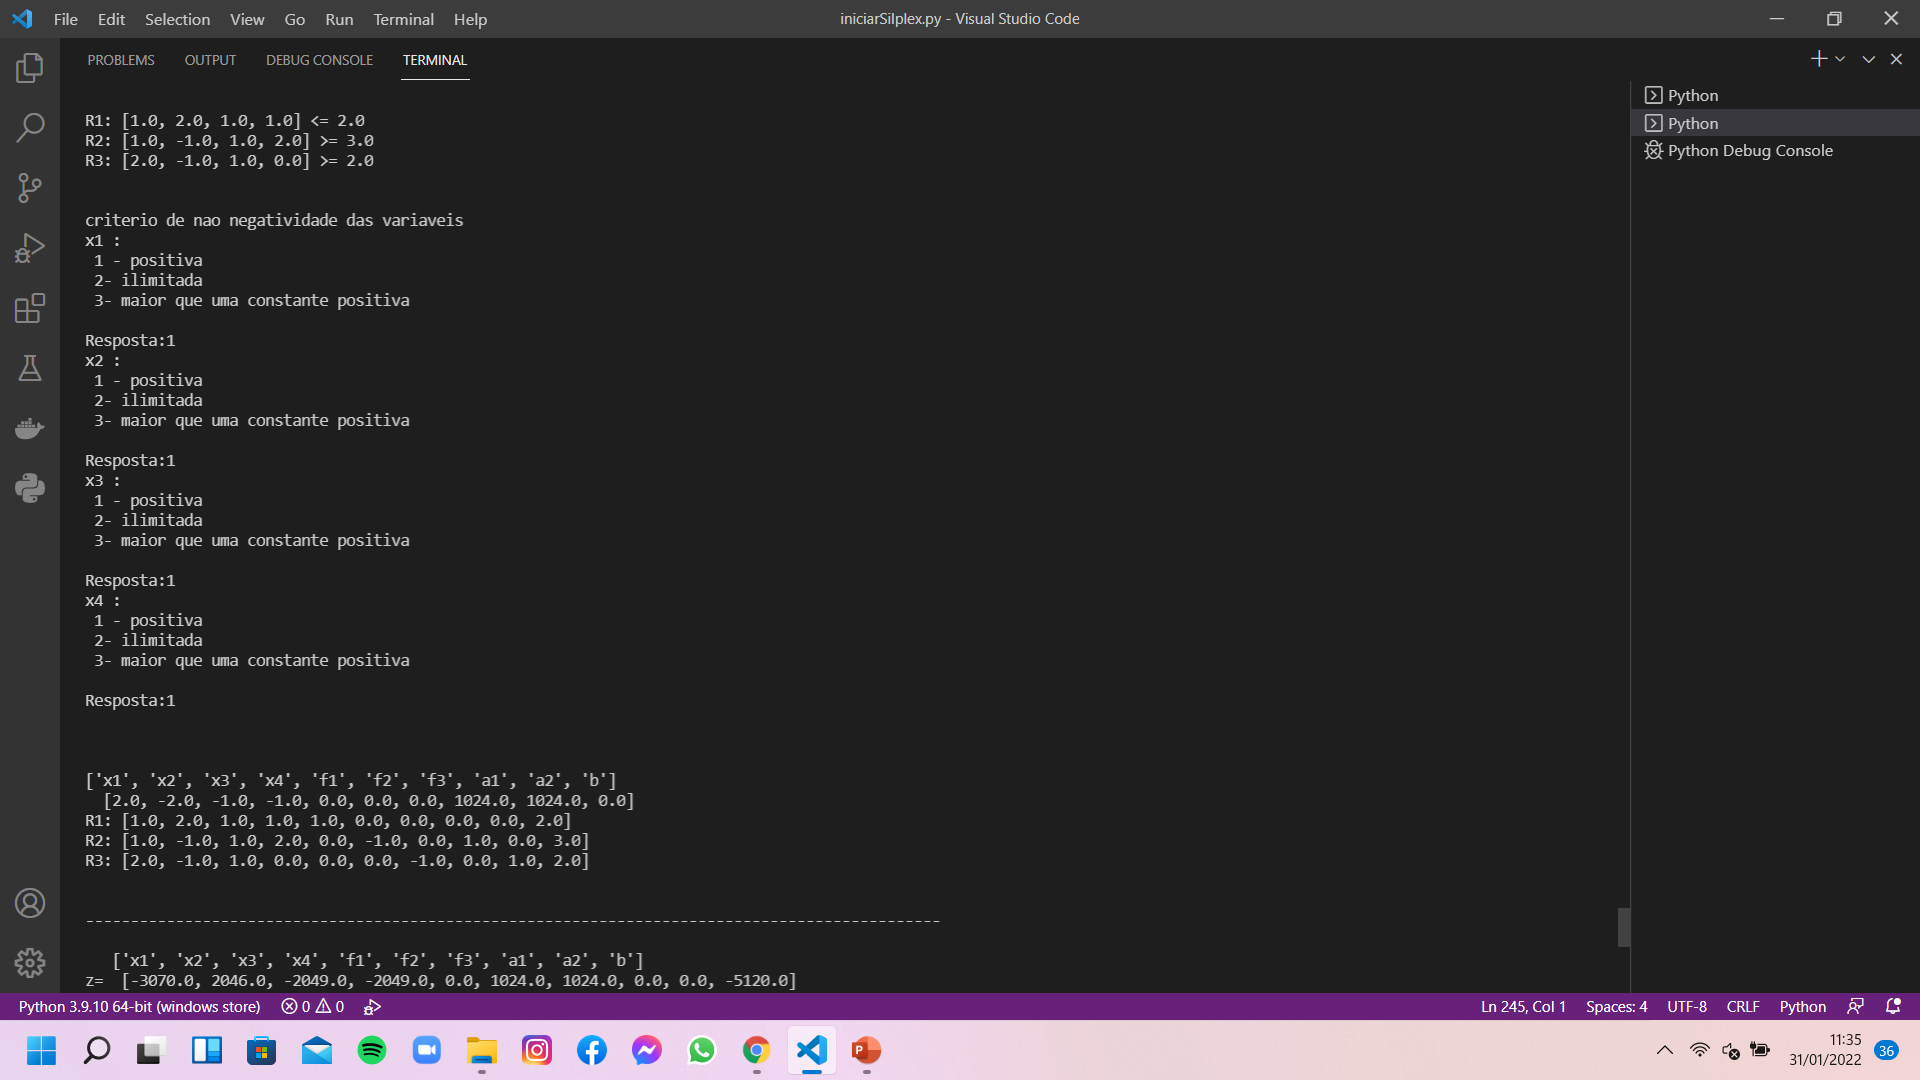 File Edit Selection View Go Run Terminal Help
iniciarSilplex.py - Visual Studio Code
PROBLEMS OUTPUT DEBUG CONSOLE TERMINAL
R1: [1.0, 2.0, 1.0, 1.0] <= 2.0
R2: [1.0, -1.0, 1.0, 2.0] >= 3.0
R3: [2.0, -1.0, 1.0, 0.0] >= 2.0
criterio de nao negatividade das variaveis
x1 :
1 - positiva
2- ilimitada
3- maior que uma constante positiva
Resposta:1
x2 :
1 - positiva
2- ilimitada
3- maior que uma constante positiva
Resposta:1
x3 :
1 - positiva
2- ilimitada
3- maior que uma constante positiva
Resposta:1
x4 :
1 - positiva
2- ilimitada
3- maior que uma constante positiva
Resposta:1
['x1', 'x2', 'x3', 'x4', 'f1', 'f2', 'f3', 'a1', 'a2', 'b']
[2.0, -2.0, -1.0, -1.0, 0.0, 0.0, 0.0, 1024.0, 1024.0, 0.0]
R1: [1.0, 2.0, 1.0, 1.0, 1.0, 0.0, 0.0, 0.0, 0.0, 2.0]
R2: [1.0, -1.0, 1.0, 2.0, 0.0, -1.0, 0.0, 1.0, 0.0, 3.0]
R3: [2.0, -1.0, 1.0, 0.0, 0.0, 0.0, -1.0, 0.0, 1.0, 2.0]
-----------------------------------------------------------------------------------------------
['x1', 'x2', 'x3', 'x4', 'f1', 'f2', 'f3', 'a1', 'a2', 'b']
z= [-3070.0, 2046.0, -2049.0, -2049.0, 0.0, 1024.0, 1024.0, 0.0, 0.0, -5120.0]
Python
Python
Python Debug Console
Python 3.9.10 64-bit (windows store) 0 0
Ln 245, Col 1 Spaces: 4 UTF-8 CRLF Python
11:35
31/01/2022
36